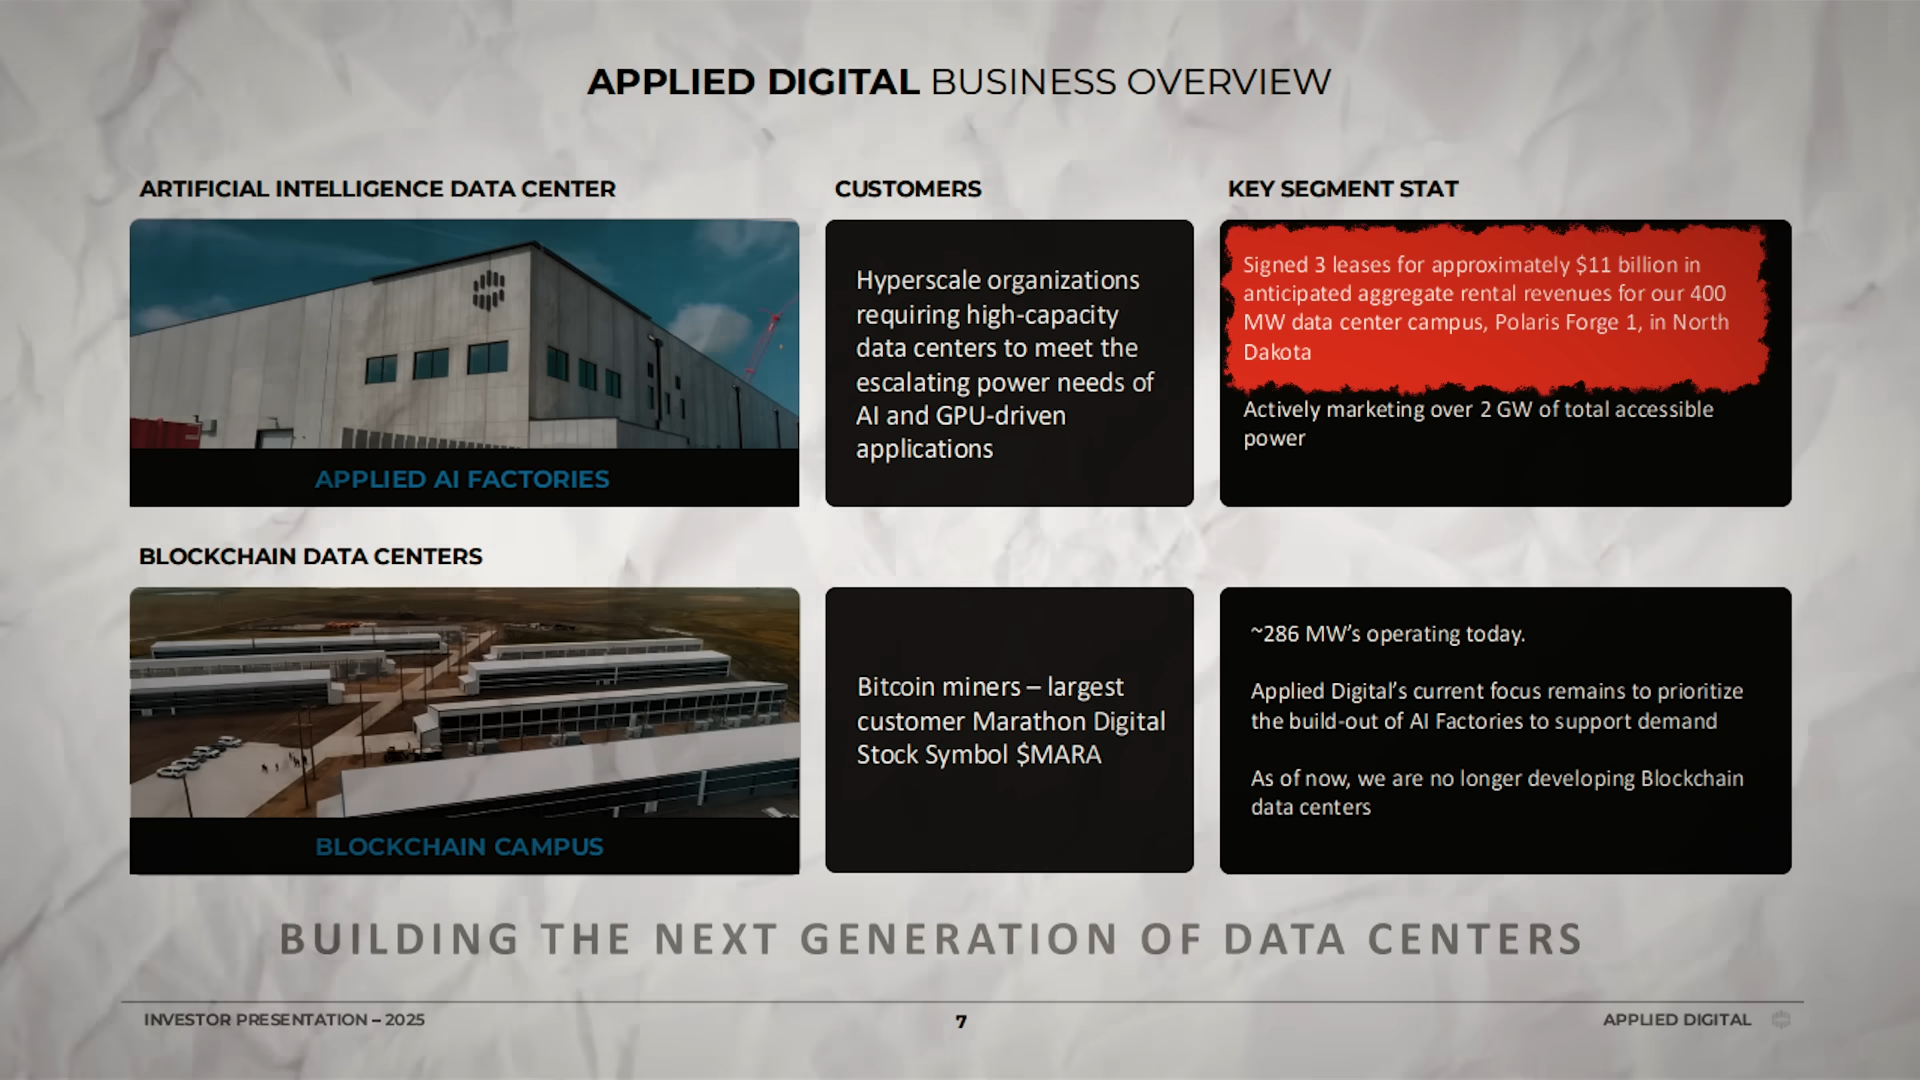 APPLIED DIGITAL BUSINESS OVERVIEW
ARTIFICIAL INTELLIGENCE DATA CENTER
CUSTOMERS
KEY SEGMENT STAT
APPLIED AI FACTORIES
Hyperscale organizations
requiring high-capacity
data centers to meet the
escalating power needs of
AI and GPU-driven
applications
Signed 3 leases for approximately $11 billion in
anticipated aggregate rental revenues for our 400
MW data center campus, Polaris Forge 1, in North
Dakota
Actively marketing over 2 GW of total accessible
power
BLOCKCHAIN DATA CENTERS
BLOCKCHAIN CAMPUS
Bitcoin miners – largest
customer Marathon Digital
Stock Symbol $MARA
~286 MW’s operating today.
Applied Digital’s current focus remains to prioritize
the build-out of AI Factories to support demand
As of now, we are no longer developing Blockchain
data centers
BUILDING THE NEXT GENERATION OF DATA CENTERS
INVESTOR PRESENTATION – 2025
7
APPLIED DIGITAL